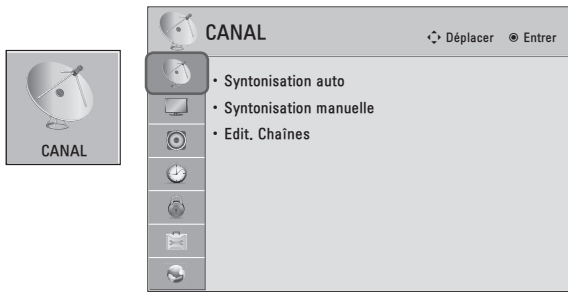 CANAL
CANAL
Déplacer
Entrer
• Syntonisation auto
• Syntonisation manuelle
• Edit. Chaînes